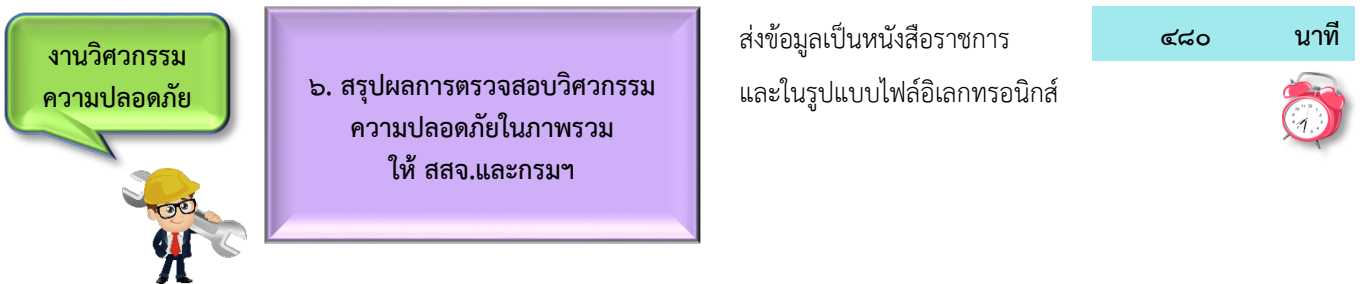 งานวิศวกรรม
ความปลอดภัย
๖. สรุปผลการตรวจสอบวิศวกรรม
ความปลอดภัยในภาพรวม
ให้ สสจ.และกรมฯ
ส่งข้อมูลเป็นหนังสือราชการ
และในรูปแบบไฟล์อิเลกทรอนิกส์
๔๘๐ นาที